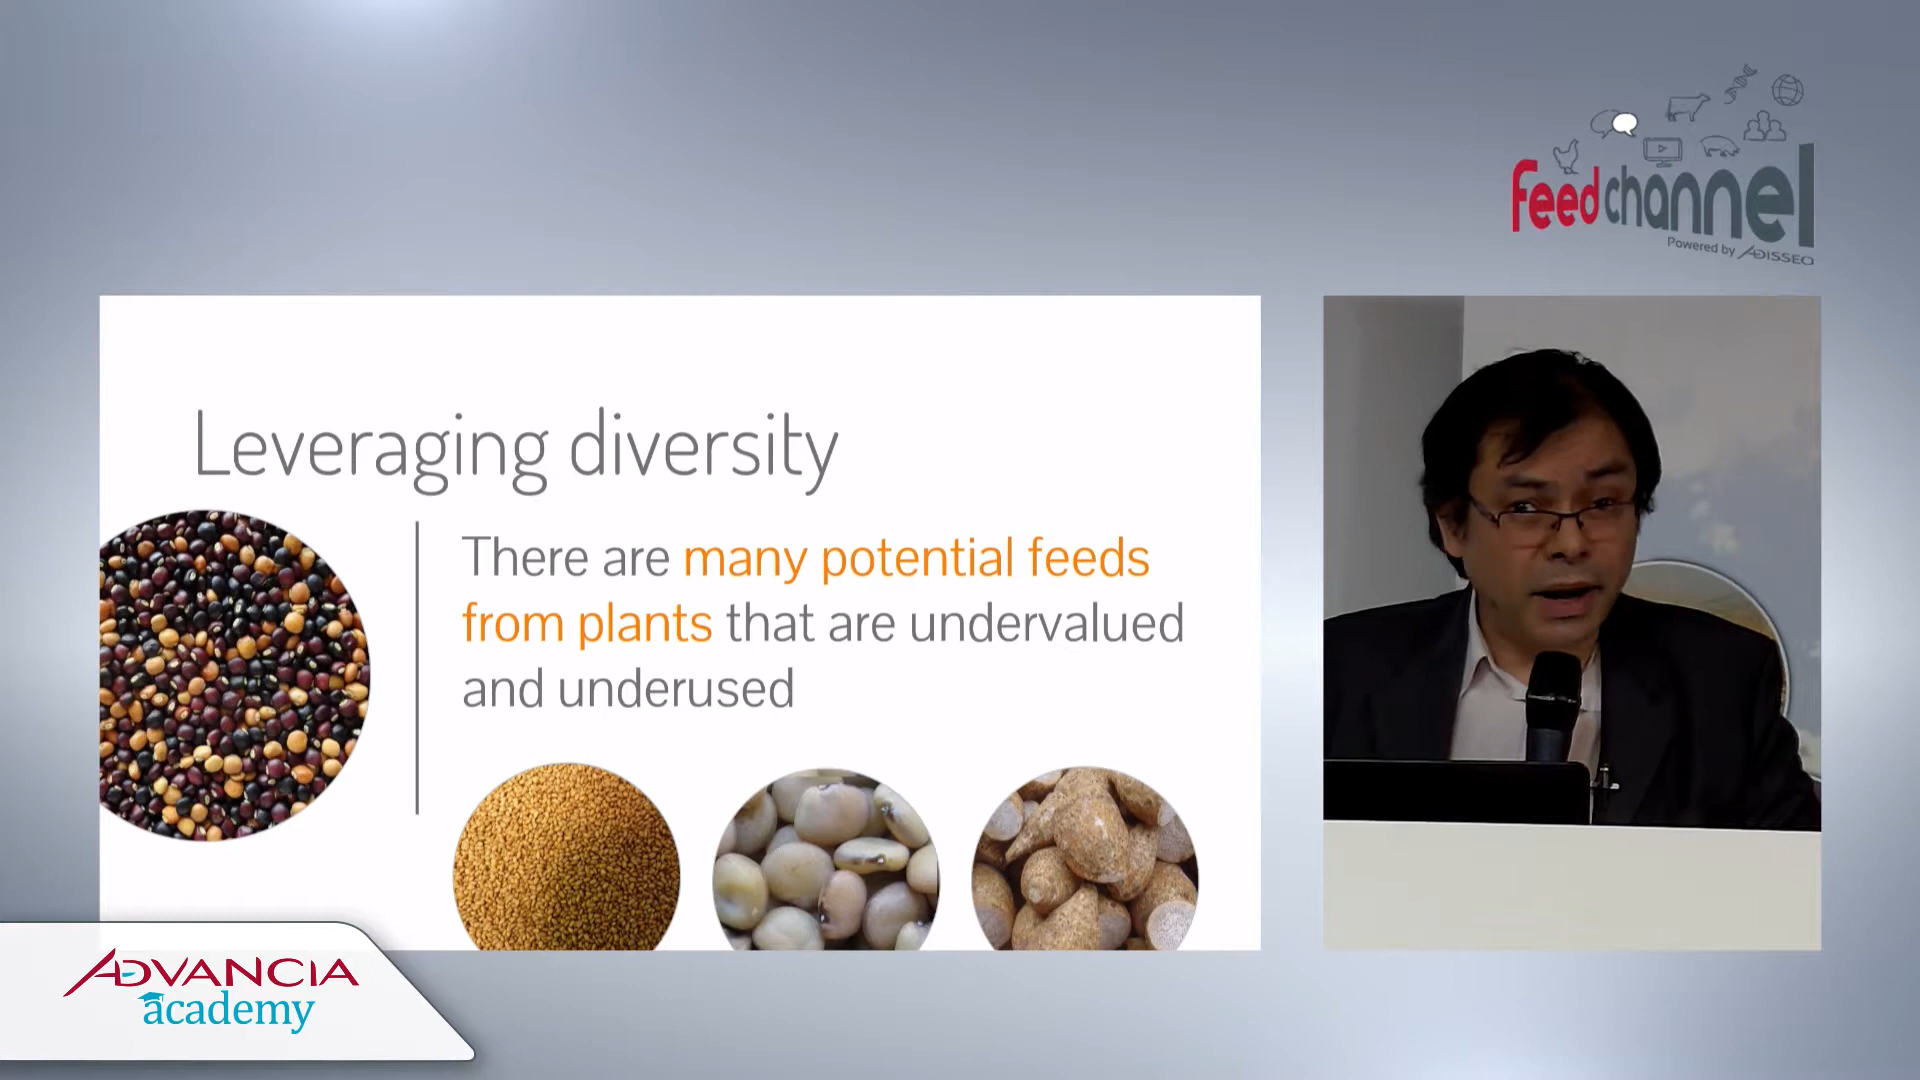 feedchannel
Powered by ADISSEO
Leveraging diversity
There are many potential feeds
from plants that are undervalued
and underused
ADVANCIA
academy